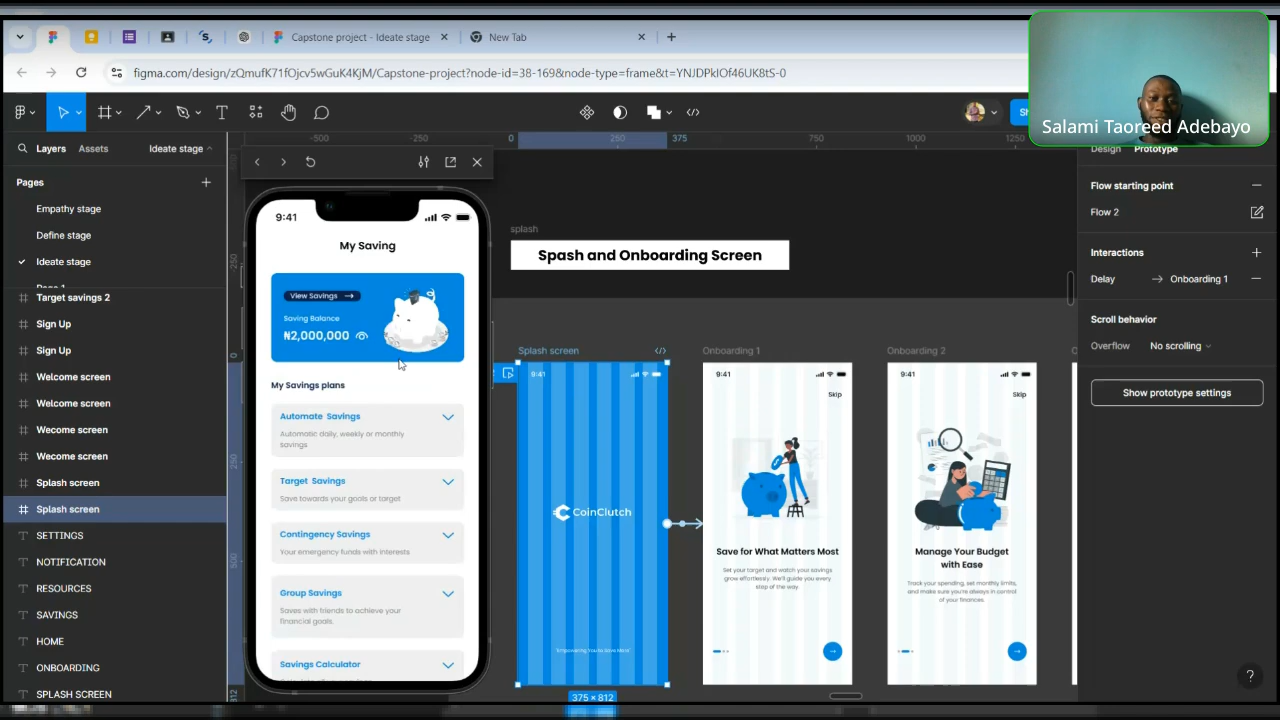 Capstone project - Ideate stage
New Tab
figma.com/design/zQmufK71fOjcv5wGuK4KjM/Capstone-project?node-id=38-169&node-type=frame&t=YNJDPkIOf46UK8tS-0
Salami Taoreed Adebayo
Layers
Assets
Ideate stage
Pages
Empathy stage
Define stage
Ideate stage
Target savings 2
Sign Up
Sign Up
Welcome screen
Welcome screen
Wecome screen
Wecome screen
Splash screen
Splash screen
SETTINGS
NOTIFICATION
RESOURCES
SAVINGS
HOME
ONBOARDING
SPLASH SCREEN
-500
-250
0
250
375
750
1000
1250
9:41
My Saving
View Savings
Saving Balance
₦2,000,000
My Savings plans
Automate Savings
Automatic daily, weekly or monthly
savings
Target Savings
Save towards your goals or target
Contingency Savings
Your emergency funds with interests
Group Savings
Saves with friends to achieve your
financial goals.
Savings Calculator
splash
Spash and Onboarding Screen
Splash screen
9:41
CoinClutch
"Empowering You to Save More"
375 × 812
Onboarding 1
9:41
Skip
Save for What Matters Most
Set your target and watch your savings
grow effortlessly. We'll guide you every
step of the way.
Onboarding 2
9:41
Skip
Manage Your Budget
with Ease
Track your spending, set monthly limits,
and make sure you're always in control
of your finances.
Design
Prototype
Flow starting point
Flow 2
Interactions
Delay
Onboarding 1
Scroll behavior
Overflow
No scrolling
Show prototype settings
?